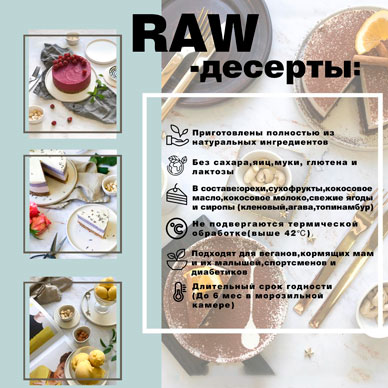 RAW
-десерты:
Приготовлены полностью из
натуральных ингредиентов
Без сахара,яиц,муки, глютена и
лактозы
В составе:орехи,сухофрукты,кокосовое
масло,кокосовое молоко,свежие ягоды
и сиропы (кленовый,агава,топинамбур)
Не подвергаются термической
обработке(выше 42℃)
Подходят для веганов,кормящих мам
и их малышей,спортсменов и
диабетиков
Длительный срок годности
(До 6 мес в морозильной
камере)